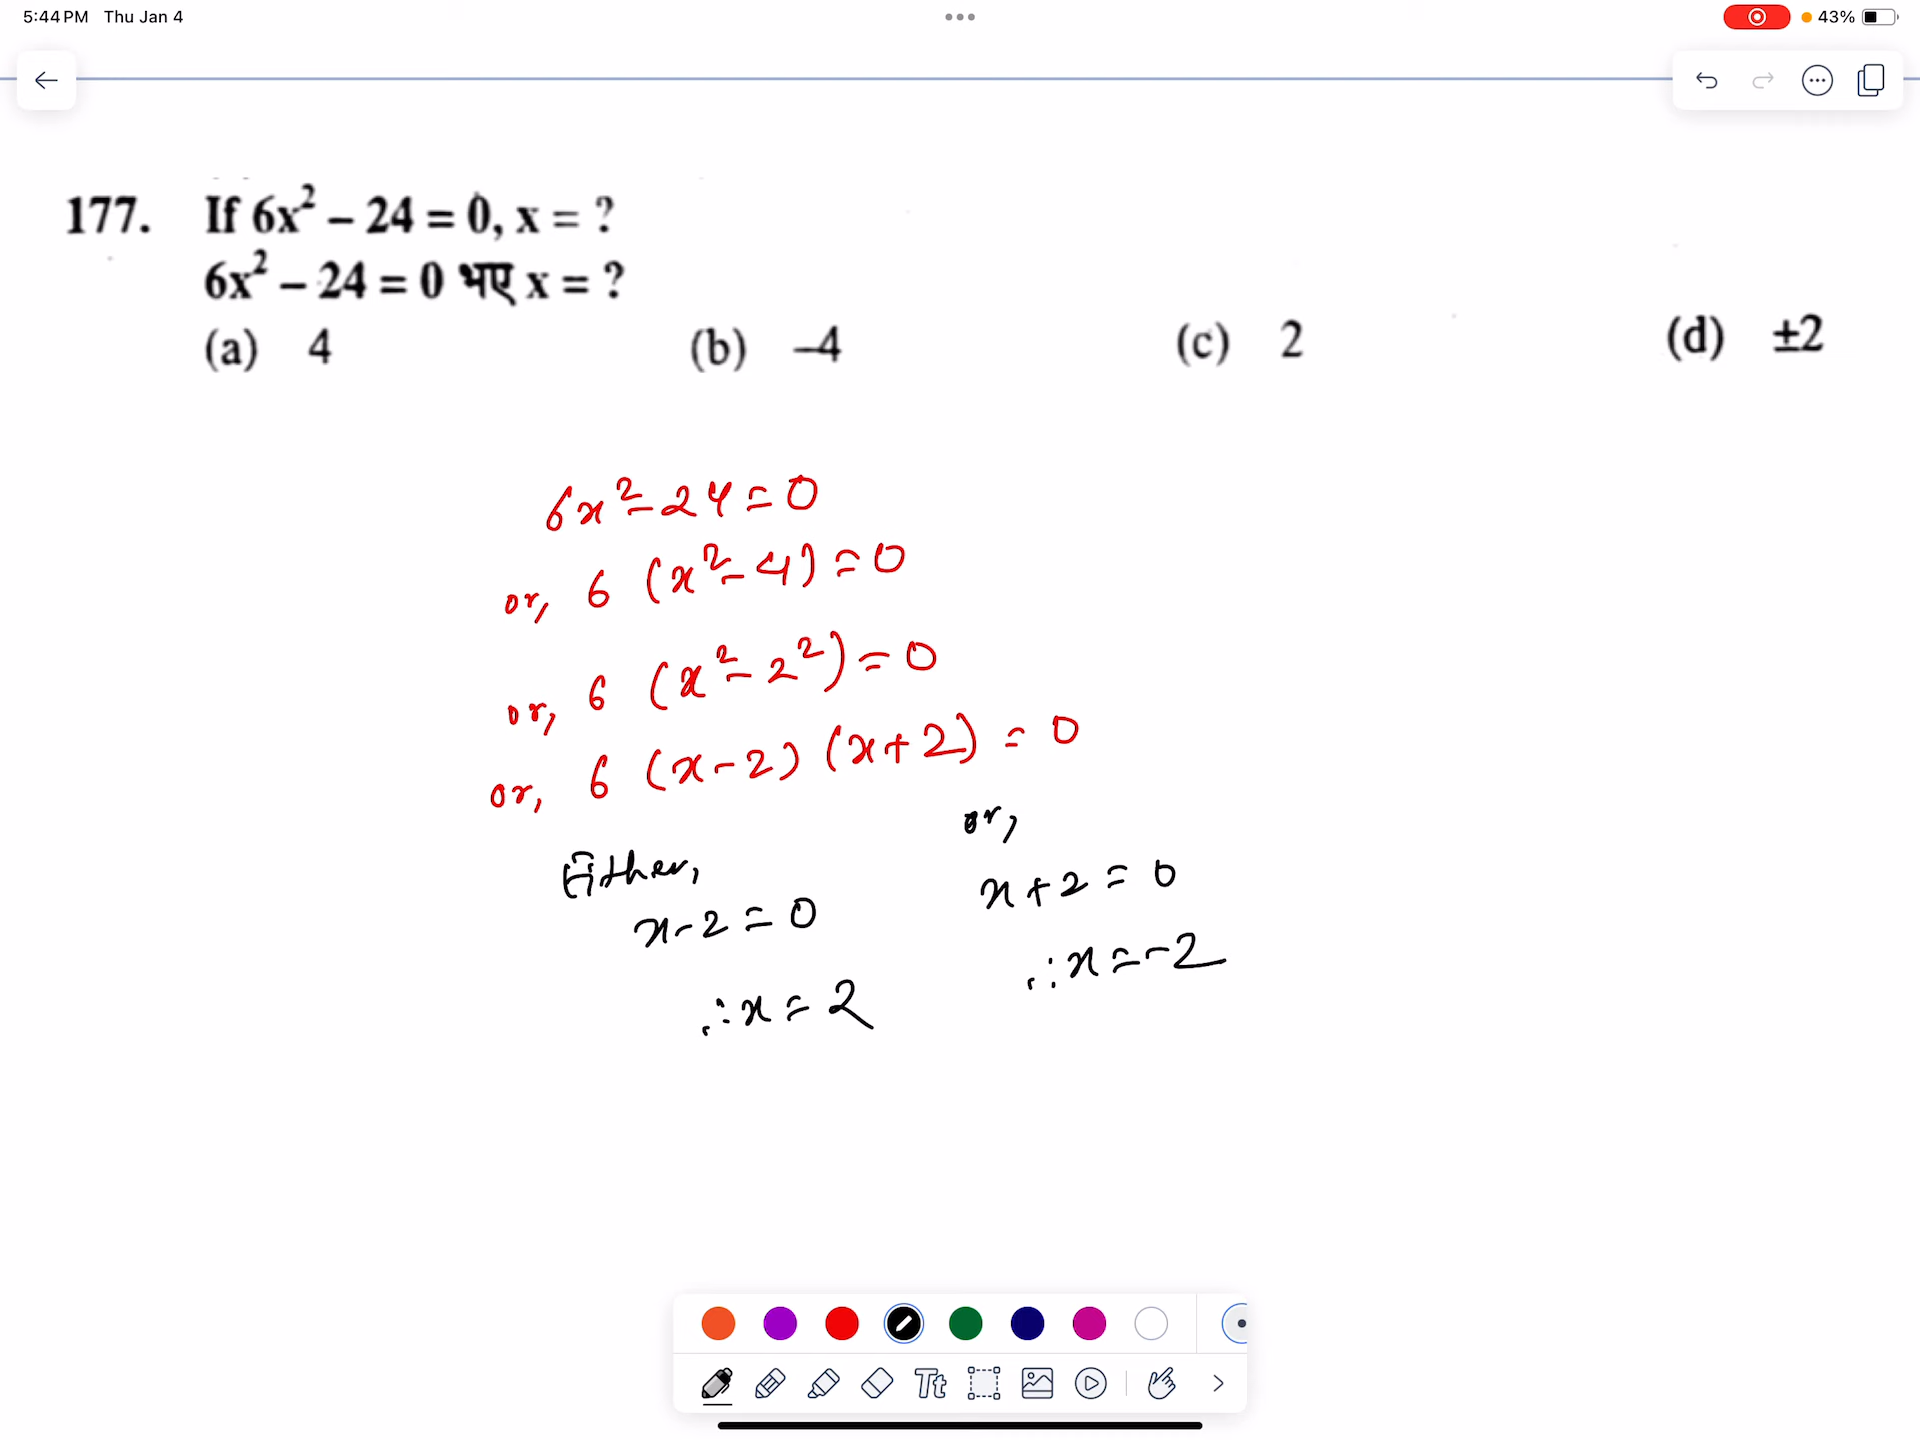 5:44 PM Thu Jan 4
43%
177. If 6x² – 24 = 0, x = ?
6x² – 24 = 0 भए x = ?
(a) 4 (b) –4 (c) 2 (d) ±2
6x² – 24 = 0
or, 6 (x² – 4) = 0
or, 6 (x² – 2²) = 0
or, 6 (x – 2) (x + 2) = 0
Either, or,
x – 2 = 0 x + 2 = 0
∴ x = 2 ∴ x = –2
Tt